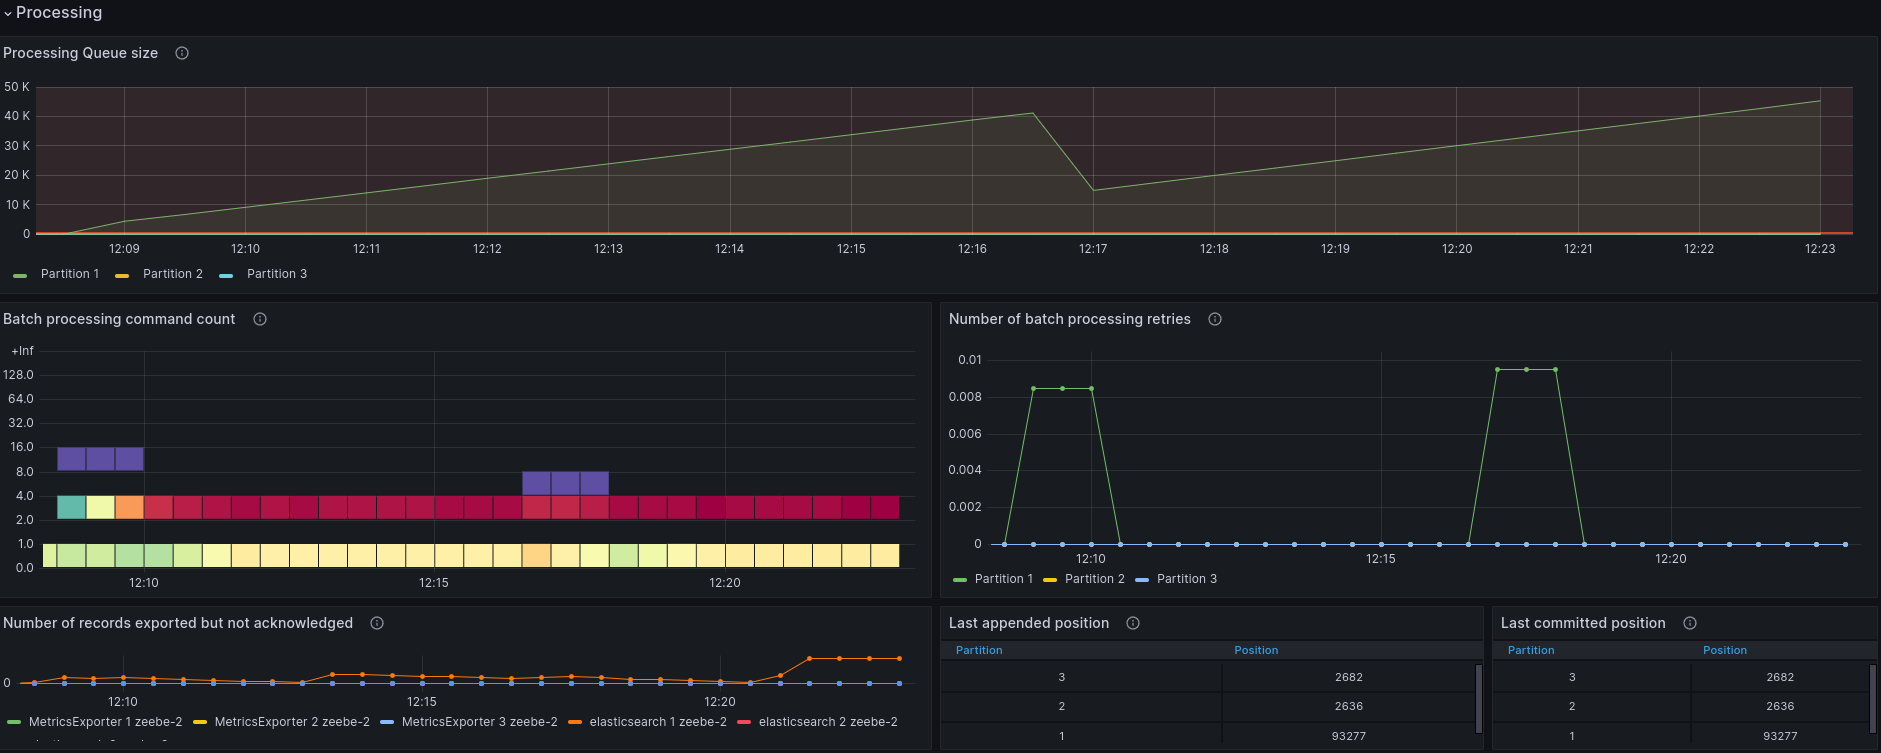 Processing
Processing Queue size
50 K
40 K
30 K
20 K
10 K
0
12:09 12:10 12:11 12:12 12:13 12:14 12:15 12:16 12:17 12:18 12:19 12:20 12:21 12:22 12:23
Partition 1 Partition 2 Partition 3
Batch processing command count
+Inf
128.0
64.0
32.0
16.0
8.0
4.0
2.0
1.0
0.0
12:10 12:15 12:20
Number of batch processing retries
0.01
0.008
0.006
0.004
0.002
0
12:10 12:15 12:20
Partition 1 Partition 2 Partition 3
Number of records exported but not acknowledged
0
12:10 12:15 12:20
MetricsExporter 1 zeebe-2 MetricsExporter 2 zeebe-2 MetricsExporter 3 zeebe-2 elasticsearch 1 zeebe-2 elasticsearch 2 zeebe-2
Last appended position
Partition Position
3 2682
2 2636
1 93277
Last committed position
Partition Position
3 2682
2 2636
1 93277